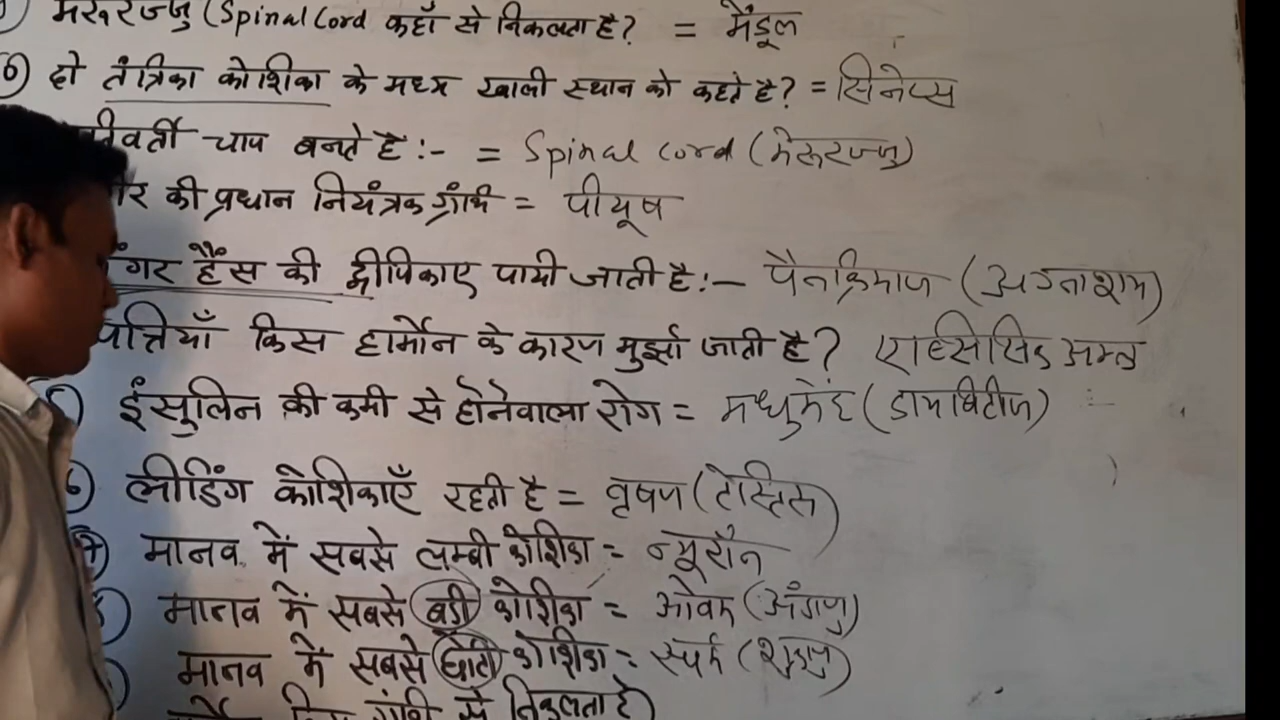 मेरुरज्जु (Spinal Cord कहाँ से निकलता है? = मेंडूल
6) दो तंत्रिका कोशिका के मध्य खाली स्थान को कहते है? = सिनेप्स
वर्ती चाप बनते है :- = Spinal cord (मेरूरज्जु)
की प्रधान नियंत्रक ग्रंथि = पीयूष
गर हैंस की द्वीपिकाए पायी जाती है :- पैनक्रियाज (अग्नाशय)
पत्तियाँ किस हार्मोन के कारण मुर्झा जाती है? एब्सिसिड अम्ल
इंसुलिन की कमी से होनेवाला रोग = मधुमेह (डायबिटीज)
6) लीडिंग कोशिकाएँ रहती है = वृषण (टेस्टिस)
मानव में सबसे लम्बी कोशिका = न्यूरॉन
मानव में सबसे बडी कोशिका = ओवम (अंडाणु)
मानव में सबसे छोटी कोशिका = स्पर्म (शुक्राणु)
किस ग्रंथी से निकलता है